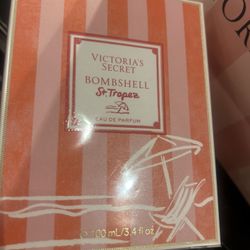 VICTORIA'S
SECRET
BOMBSHELL
St. Tropez
EAU DE PARFUM
100 mL/3.4 fl oz